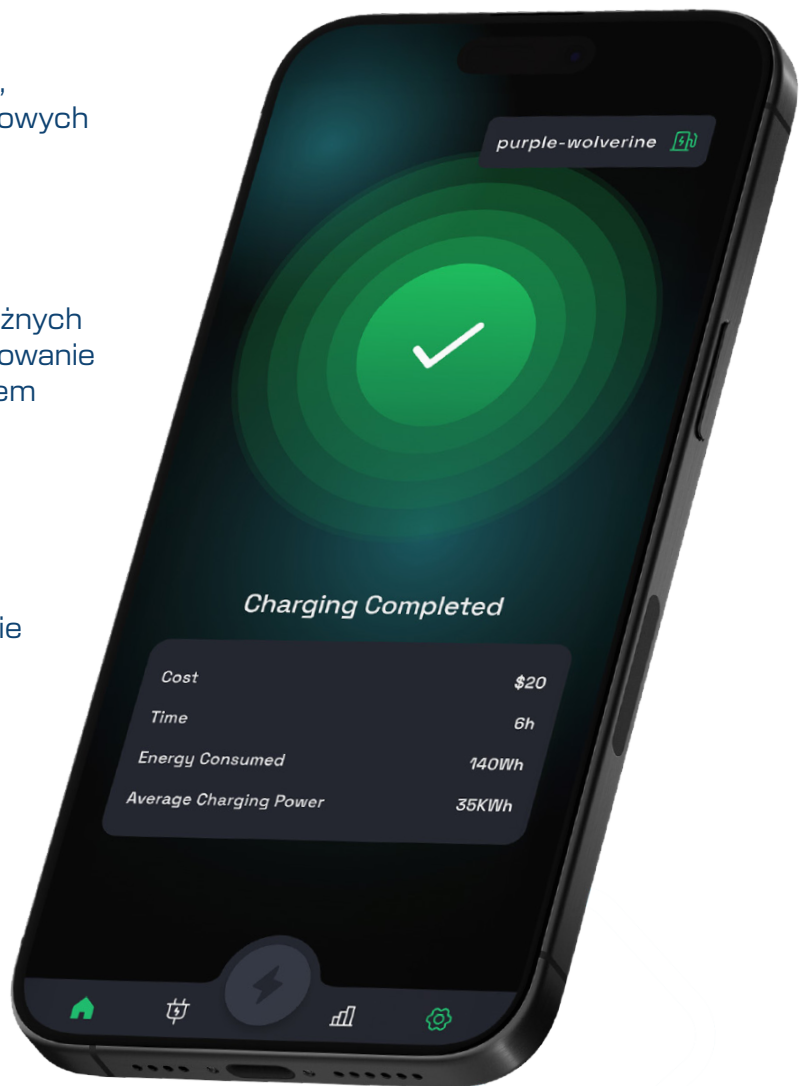 ,
owych
żnych
owanie
em
ie
purple-wolverine
Charging Completed
Cost $20
Time 6h
Energy Consumed 140Wh
Average Charging Power 35KWh